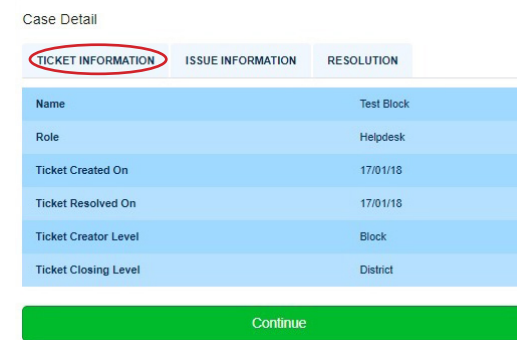 Case Detail
TICKET INFORMATION ISSUE INFORMATION RESOLUTION
Name Test Block
Role Helpdesk
Ticket Created On 17/01/18
Ticket Resolved On 17/01/18
Ticket Creator Level Block
Ticket Closing Level District
Continue